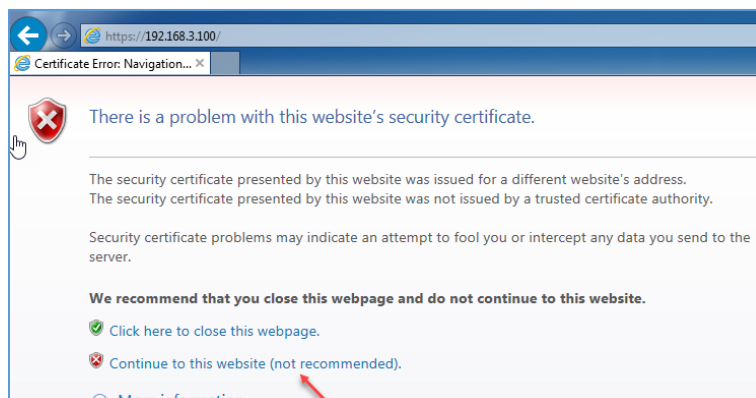 https://192.168.3.100/
Certificate Error: Navigation...
There is a problem with this website's security certificate.
The security certificate presented by this website was issued for a different website's address.
The security certificate presented by this website was not issued by a trusted certificate authority.
Security certificate problems may indicate an attempt to fool you or intercept any data you send to the
server.
We recommend that you close this webpage and do not continue to this website.
Click here to close this webpage.
Continue to this website (not recommended).
More information